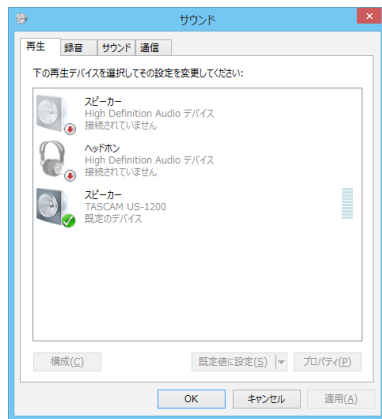 サウンド
再生 録音 サウンド 通信
下の再生デバイスを選択してその設定を変更してください:
スピーカー
High Definition Audio デバイス
接続されていません
ヘッドホン
High Definition Audio デバイス
接続されていません
スピーカー
TASCAM US-1200
既定のデバイス
構成(C) 既定値に設定(S) プロパティ(P)
OK キャンセル 適用(A)